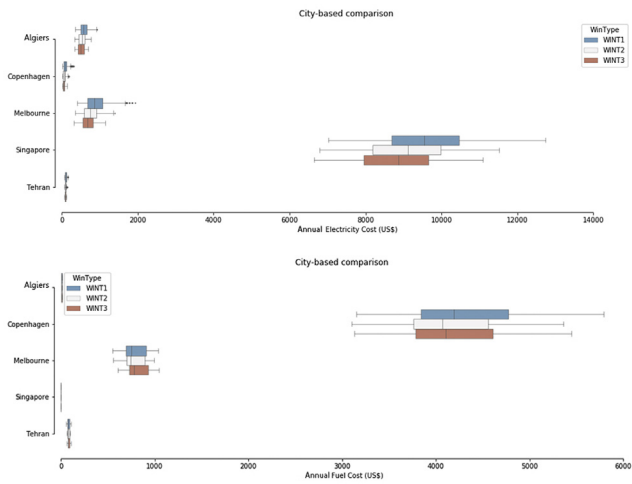 City-based comparison
WinType
WINT1
WINT2
WINT3
Algiers
Copenhagen
Melbourne
Singapore
Tehran
0 2000 4000 6000 8000 10000 12000 14000
Annual Electricity Cost (US$)
City-based comparison
WinType
WINT1
WINT2
WINT3
Algiers
Copenhagen
Melbourne
Singapore
Tehran
0 1000 2000 3000 4000 5000 6000
Annual Fuel Cost (US$)